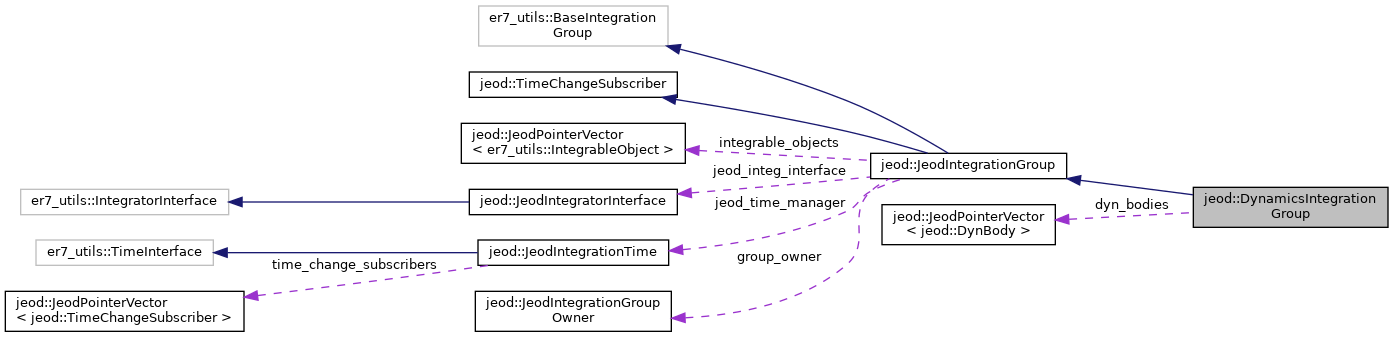 er7_utils::BaseIntegration
Group
jeod::TimeChangeSubscriber
jeod::JeodPointerVector
< er7_utils::IntegrableObject >
integrable_objects
jeod::JeodIntegrationGroup
jeod_integ_interface
er7_utils::IntegratorInterface
jeod::JeodIntegratorInterface
jeod_time_manager
dyn_bodies
jeod::DynamicsIntegration
Group
jeod::JeodPointerVector
< jeod::DynBody >
er7_utils::TimeInterface
jeod::JeodIntegrationTime
group_owner
time_change_subscribers
jeod::JeodPointerVector
< jeod::TimeChangeSubscriber >
jeod::JeodIntegrationGroup
Owner